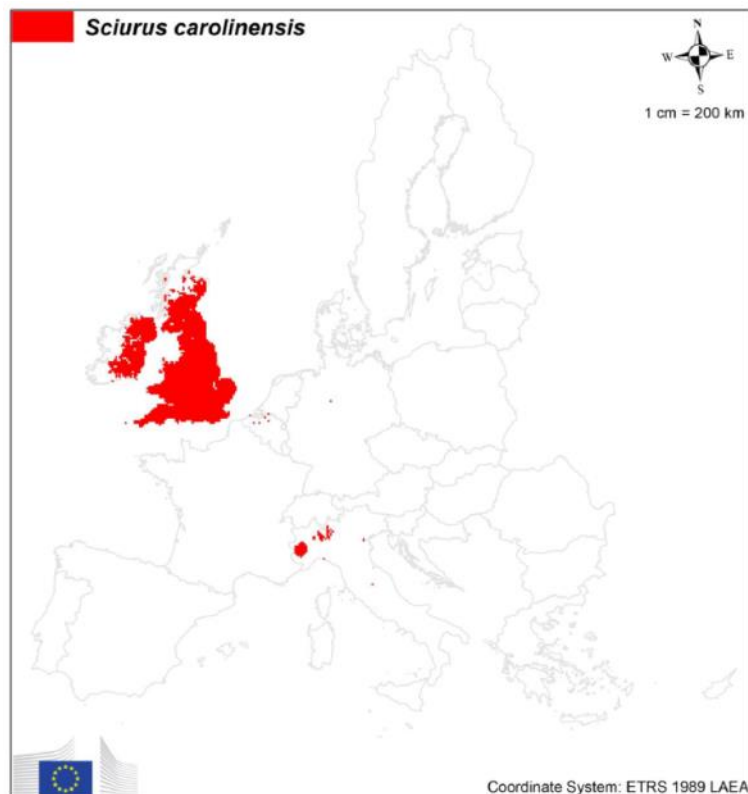 Sciurus carolinensis
N
W E
S
1 cm = 200 km
Coordinate System: ETRS 1989 LAEA